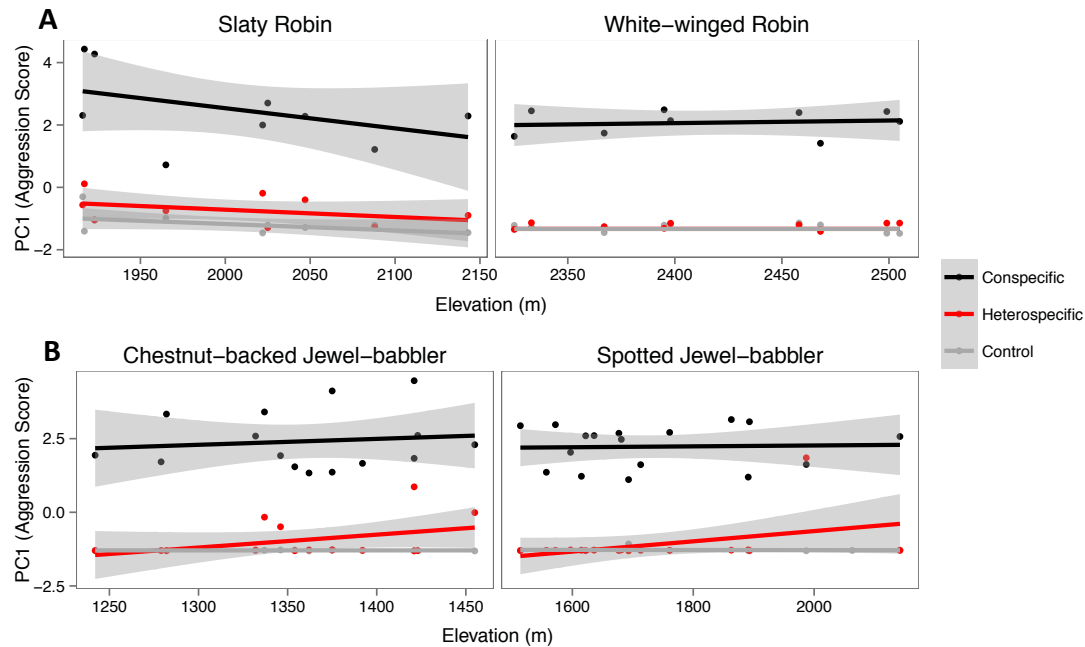 A
Slaty Robin
White−winged Robin
PC1 (Aggression Score)
4
2
0
−2
1950
2000
2050
2100
2150
2350
2400
2450
2500
Elevation (m)
Conspecific
Heterospecific
Control
B
Chestnut−backed Jewel−babbler
Spotted Jewel−babbler
PC1 (Aggression Score)
2.5
0.0
−2.5
1250
1300
1350
1400
1450
1600
1800
2000
Elevation (m)